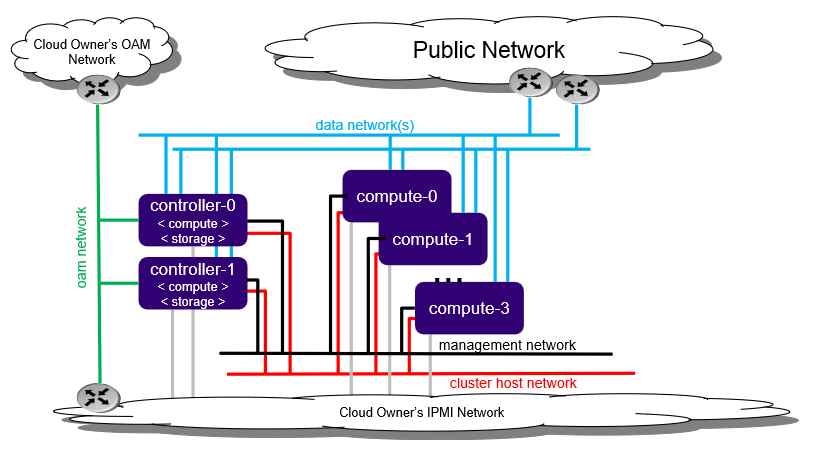 Cloud Owner's OAM
Network
Public Network
data network(s)
controller-0
< compute >
< storage >
compute-0
oam network
compute-1
controller-1
< compute >
< storage >
...
compute-3
management network
cluster host network
Cloud Owner's IPMI Network